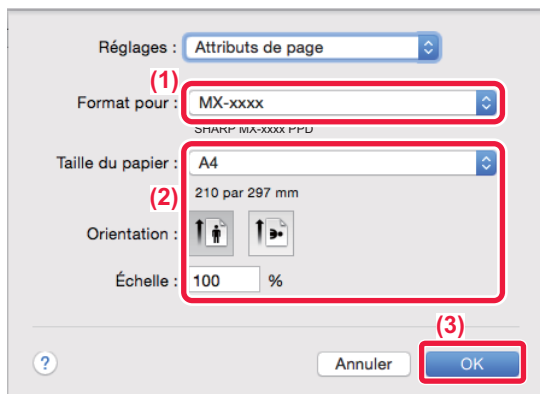 Réglages : Attributs de page
(1)
Format pour : MX-xxxx
SHARP MX-xxxx PPD
Taille du papier : A4
(2) 210 par 297 mm
Orientation :
Échelle : 100 %
(3)
? Annuler OK